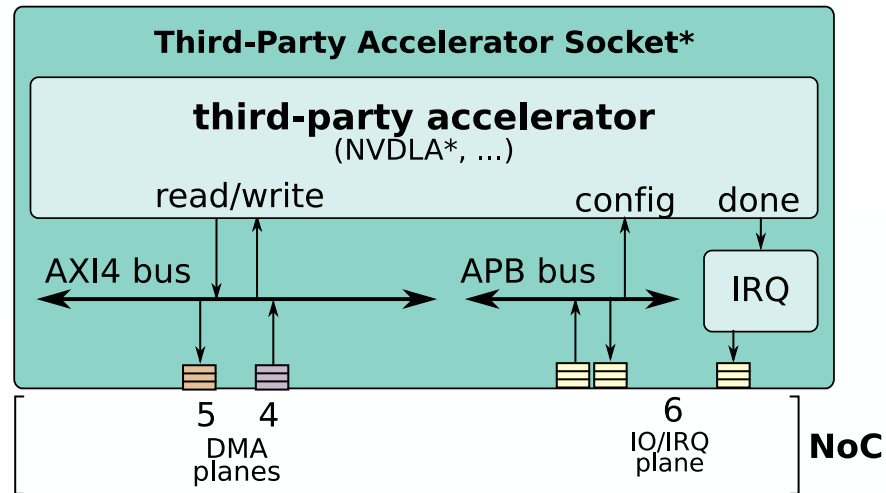 Third-Party Accelerator Socket*
third-party accelerator
(NVDLA*, ...)
read/write
config
done
AXI4 bus
APB bus
IRQ
5
4
6
DMA
planes
IO/IRQ
plane
NoC